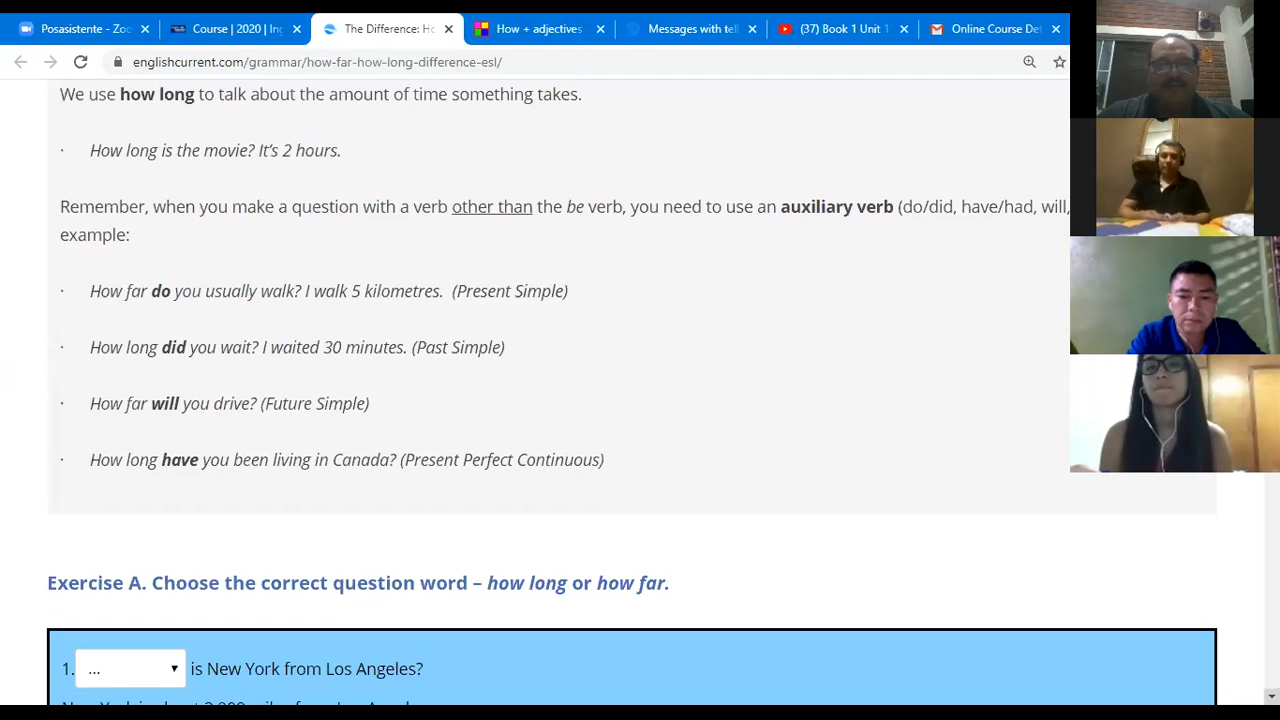 Posasistente - Zoo
Course | 2020 | Ing
The Difference: Ho
How + adjectives
Messages with tell
(37) Book 1 Unit 1
Online Course Det
englishcurrent.com/grammar/how-far-how-long-difference-esl/
We use how long to talk about the amount of time something takes.
· How long is the movie? It's 2 hours.
Remember, when you make a question with a verb other than the be verb, you need to use an auxiliary verb (do/did, have/had, will,
example:
· How far do you usually walk? I walk 5 kilometres. (Present Simple)
· How long did you wait? I waited 30 minutes. (Past Simple)
· How far will you drive? (Future Simple)
· How long have you been living in Canada? (Present Perfect Continuous)
Exercise A. Choose the correct question word – how long or how far.
1. ... is New York from Los Angeles?